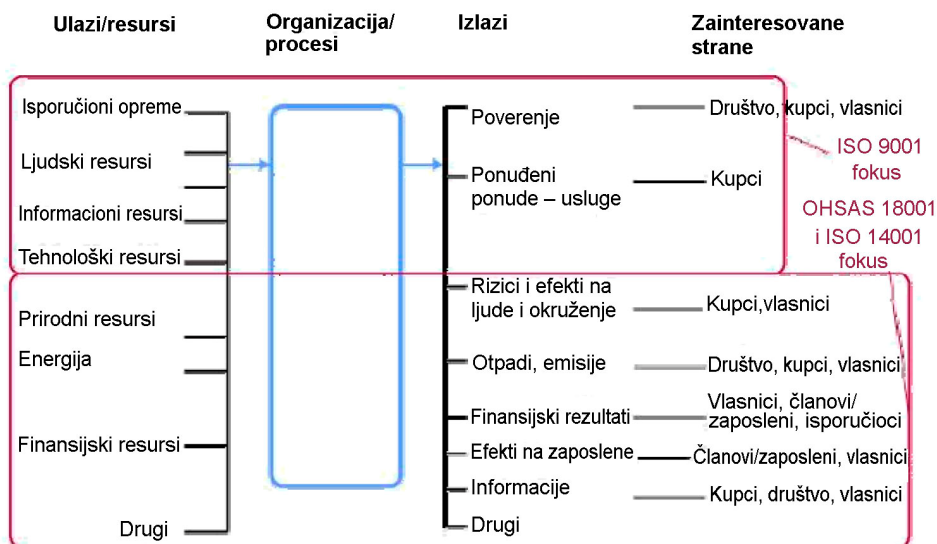 Ulazi/resursi
Organizacija/
procesi
Izlazi
Zainteresovane
strane
Isporučioni opreme
Ljudski resursi
Informacioni resursi
Tehnološki resursi
Prirodni resursi
Energija
Finansijski resursi
Drugi
Poverenje
Ponuđeni
ponude – usluge
Rizici i efekti na
ljude i okruženje
Otpadi, emisije
Finansijski rezultati
Efekti na zaposlene
Informacije
Drugi
Društvo, kupci, vlasnici
Kupci
Kupci,vlasnici
Društvo, kupci, vlasnici
Vlasnici, članovi/
zaposleni, isporučioci
Članovi/zaposleni, vlasnici
Kupci, društvo, vlasnici
ISO 9001
fokus
OHSAS 18001
i ISO 14001
fokus